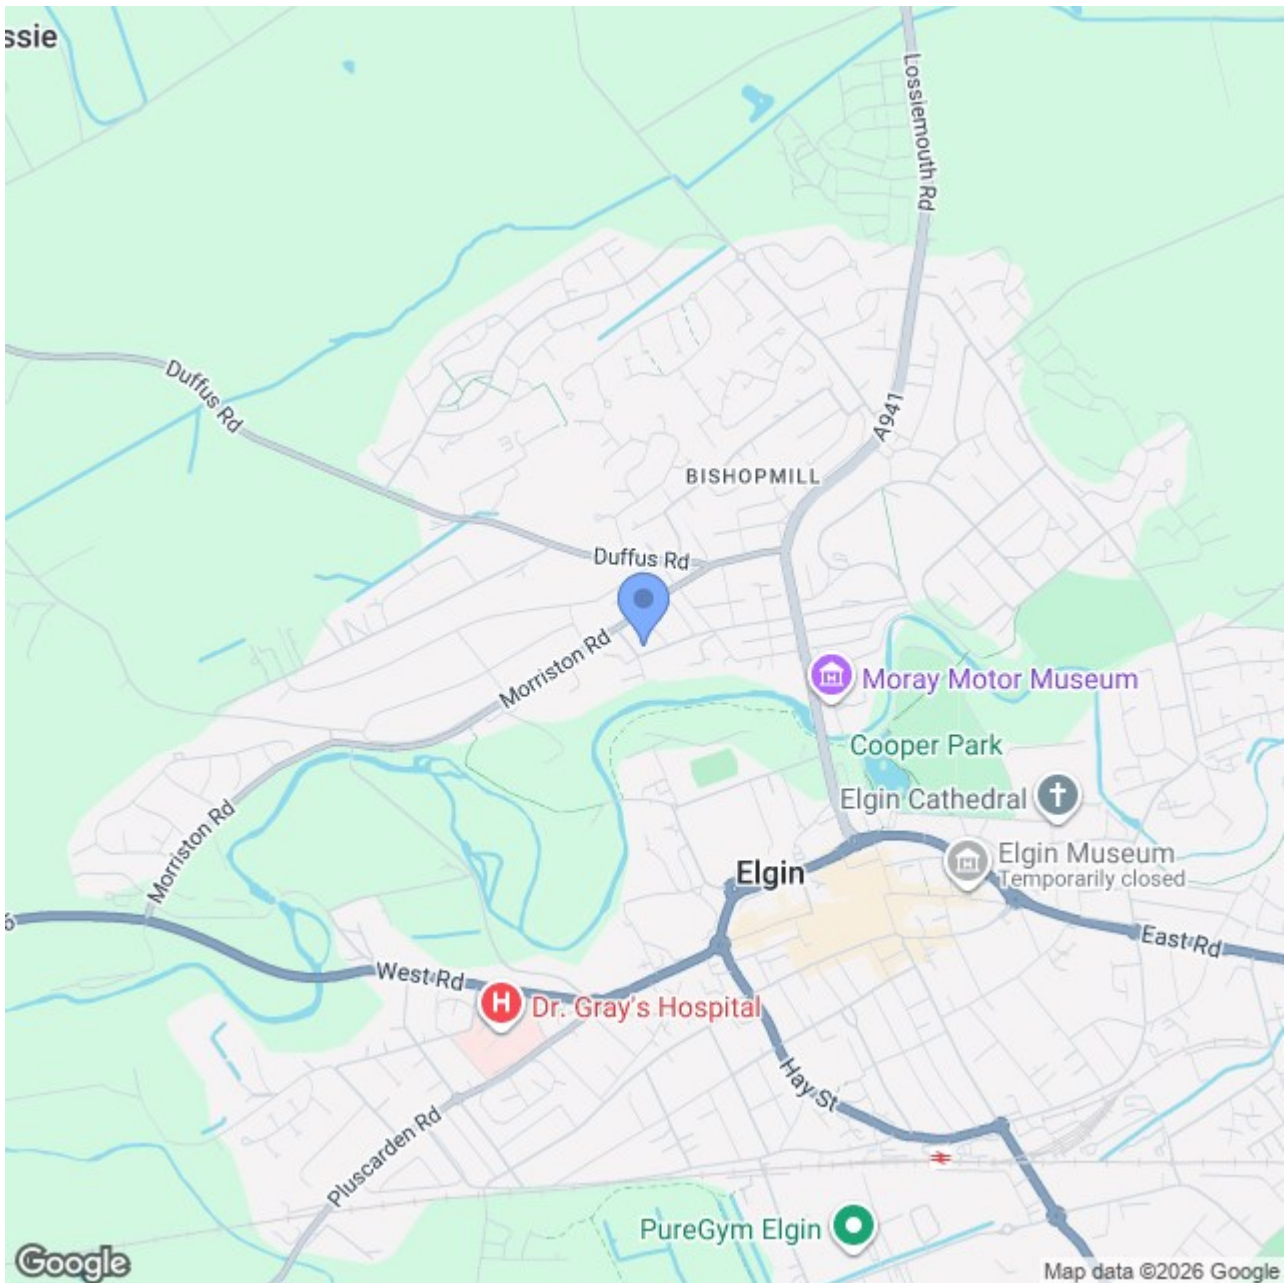 ssie
Lossiemouth Rd
Duffus Rd
A941
BISHOPMILL
Duffus Rd
Morriston Rd
Moray Motor Museum
Cooper Park
Elgin Cathedral
Morriston Rd
Elgin
Elgin Museum
Temporarily closed
6
East Rd
West Rd
H
Dr. Gray's Hospital
Hay St
Pluscarden Rd
PureGym Elgin
Google
Map data ©2026 Google